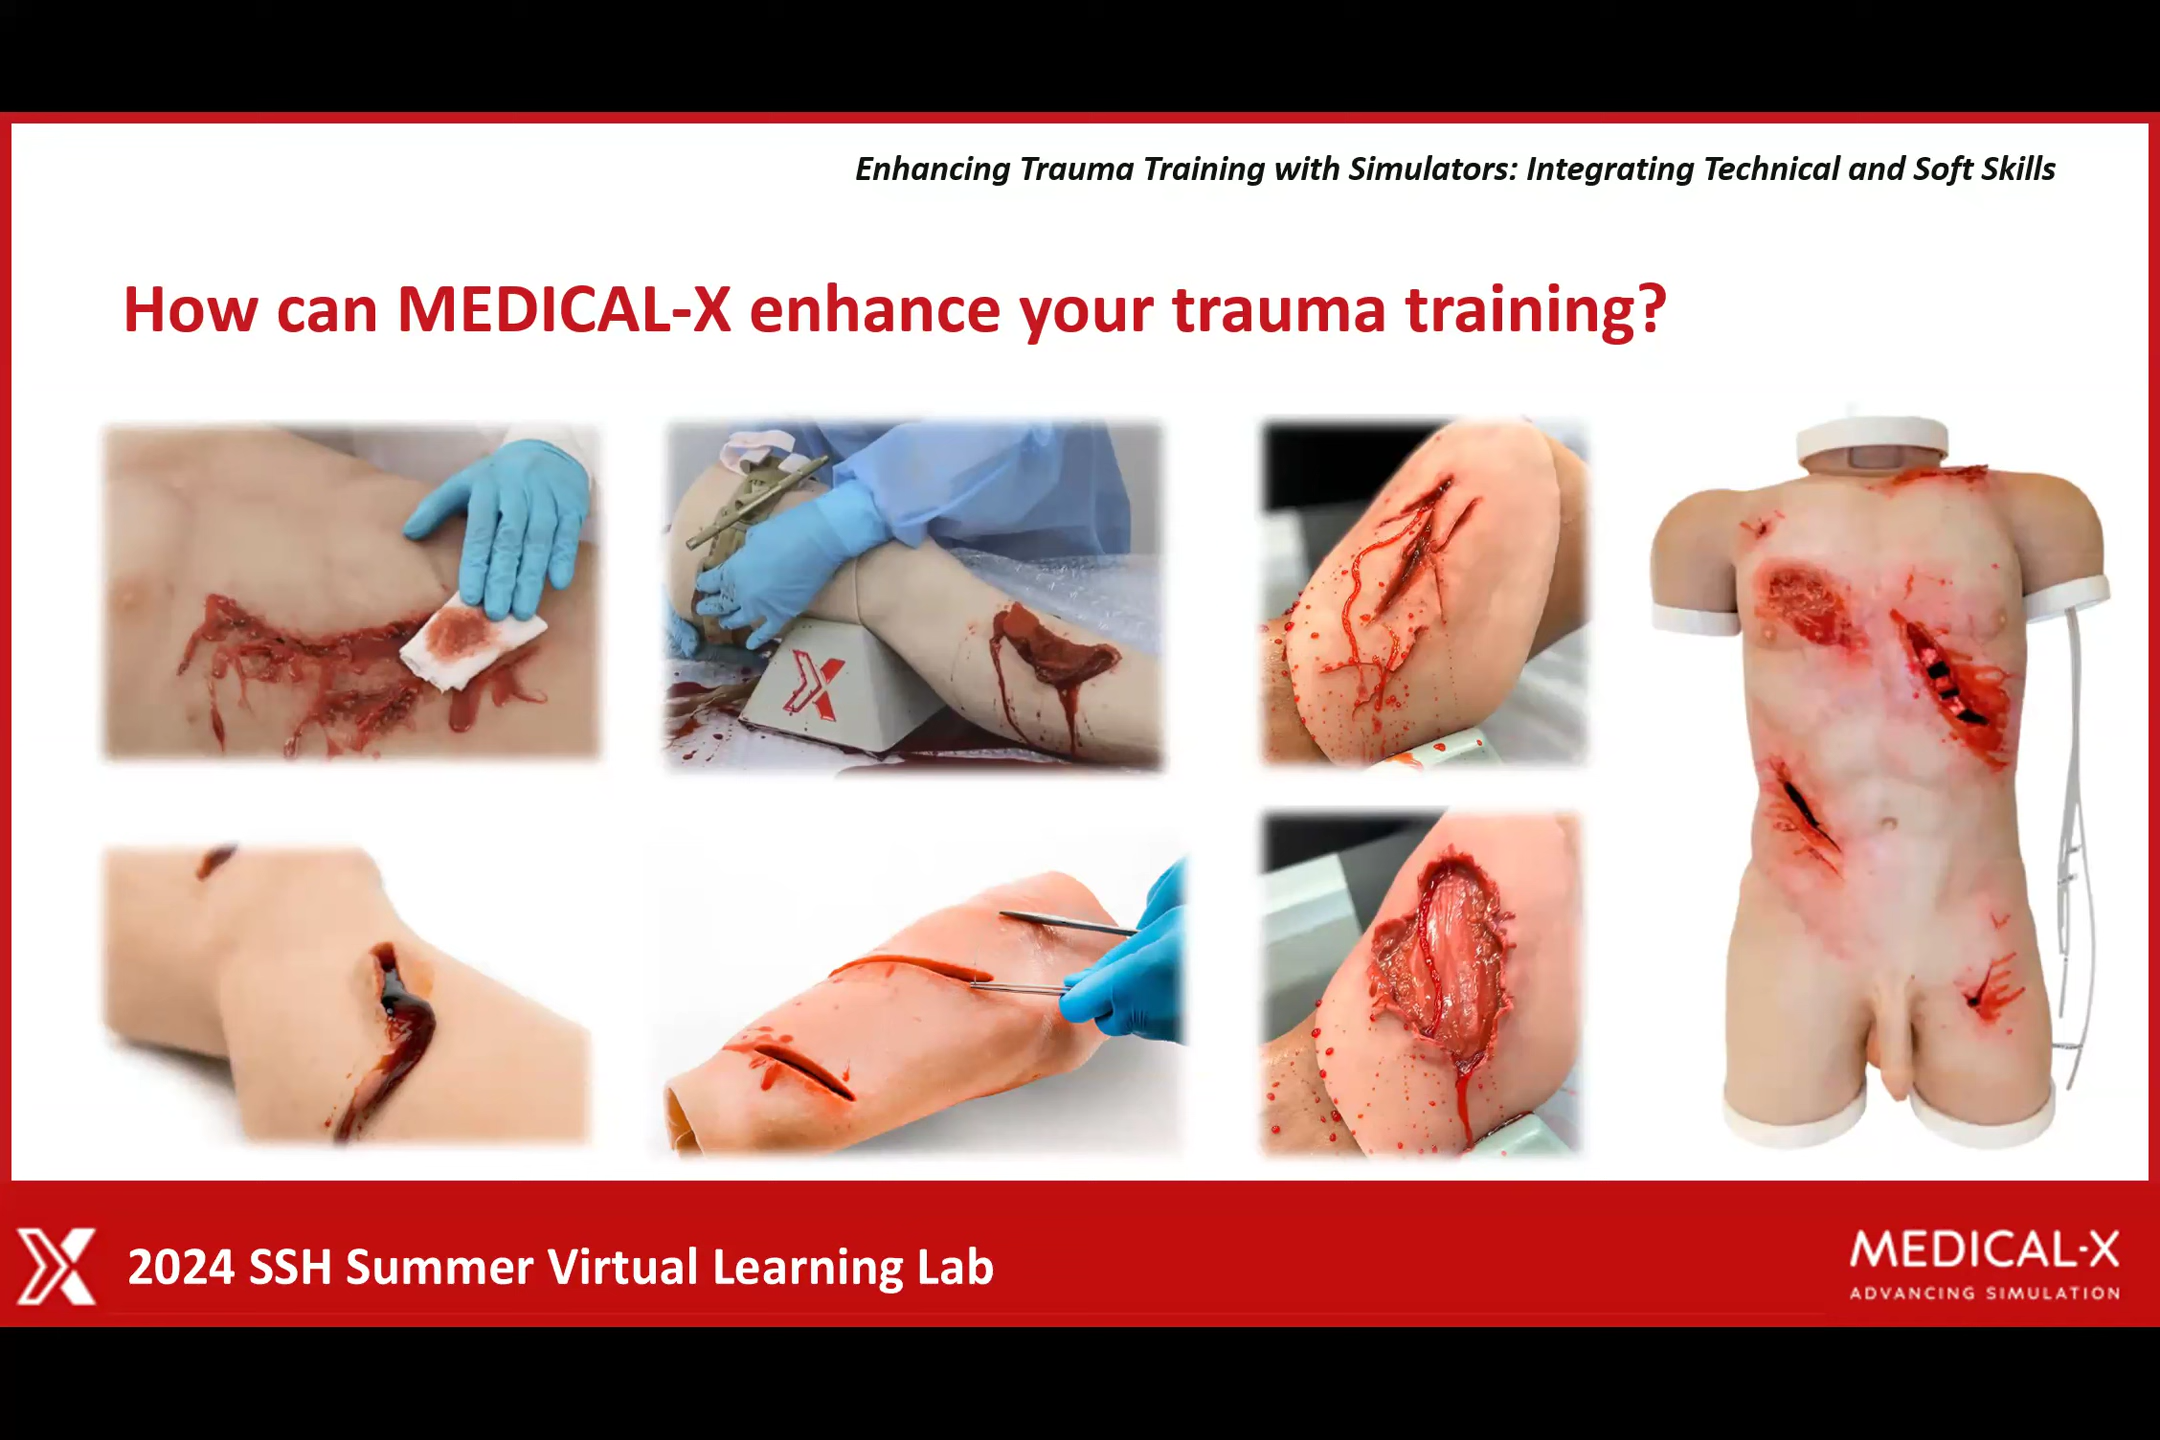 Enhancing Trauma Training with Simulators: Integrating Technical and Soft Skills
How can MEDICAL-X enhance your trauma training?
2024 SSH Summer Virtual Learning Lab
MEDICAL-X
ADVANCING SIMULATION